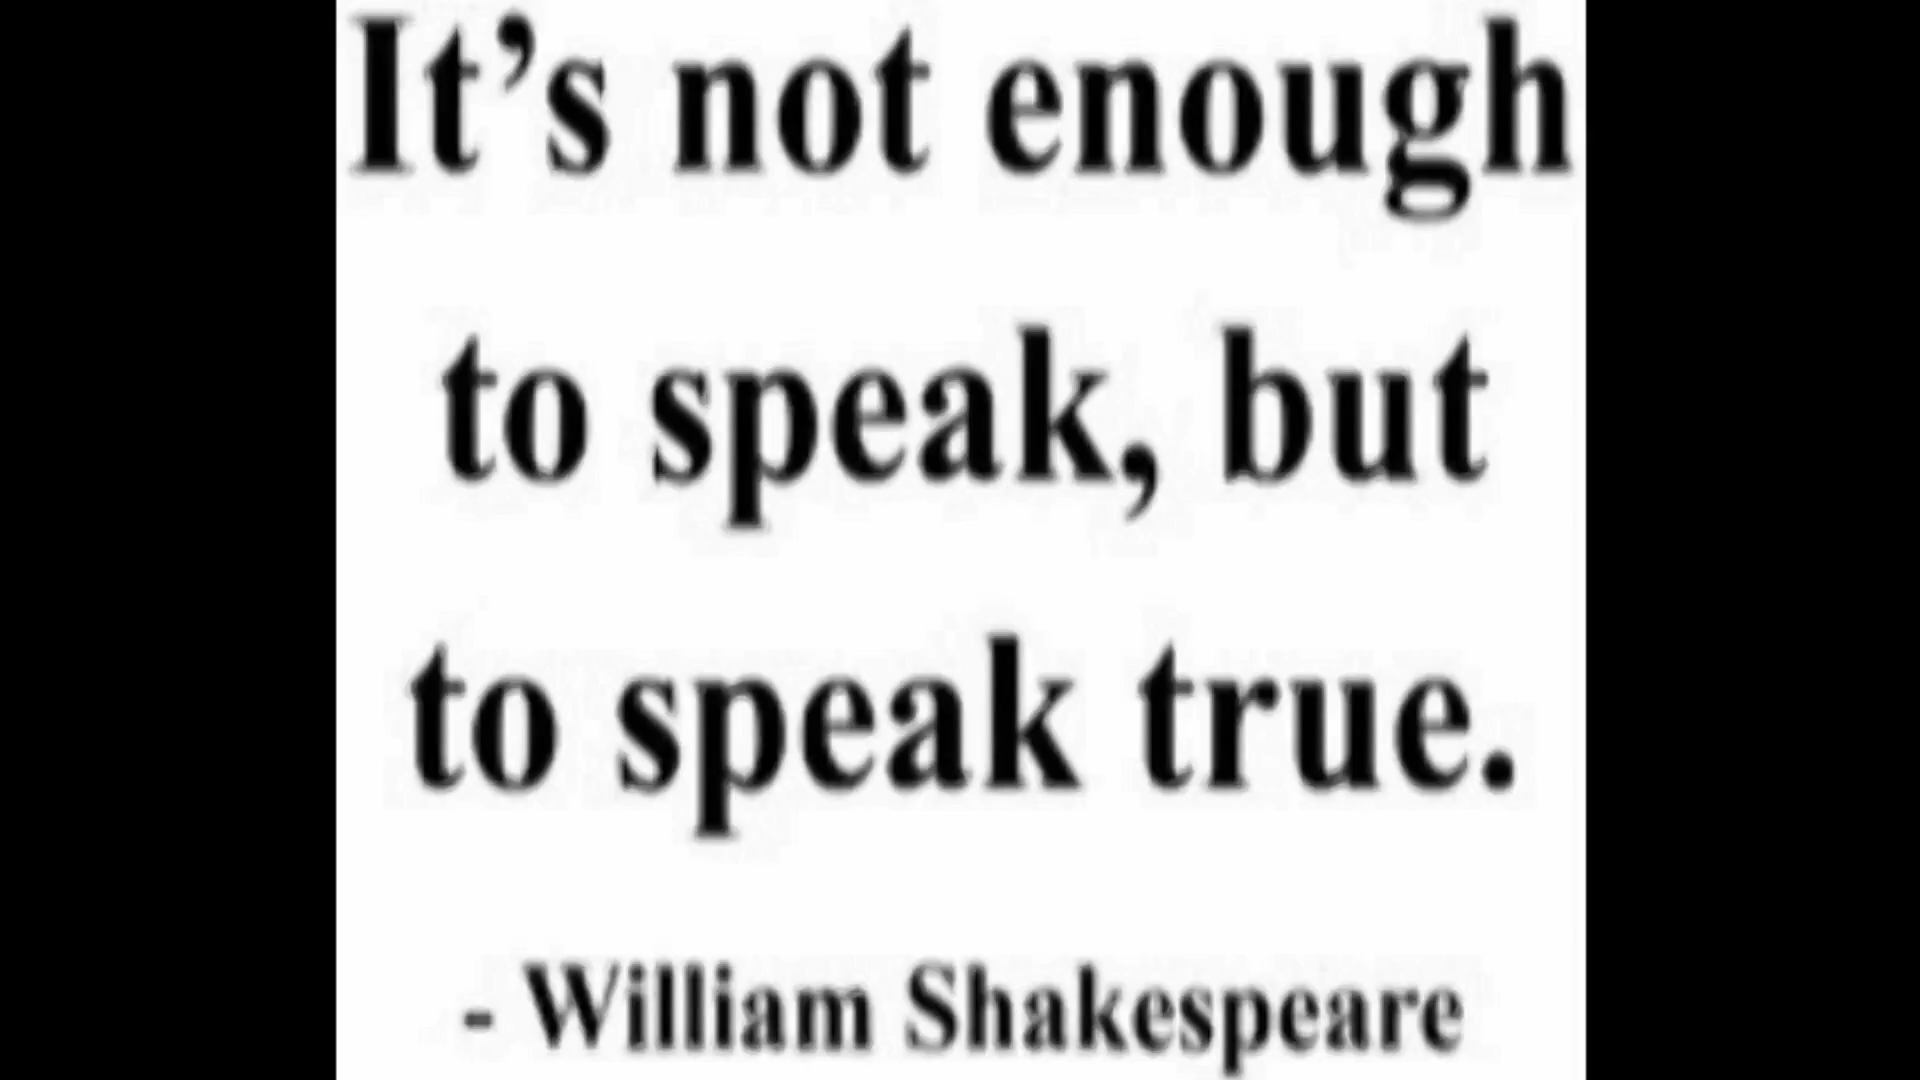 It’s not enough
to speak, but
to speak true.
- William Shakespeare